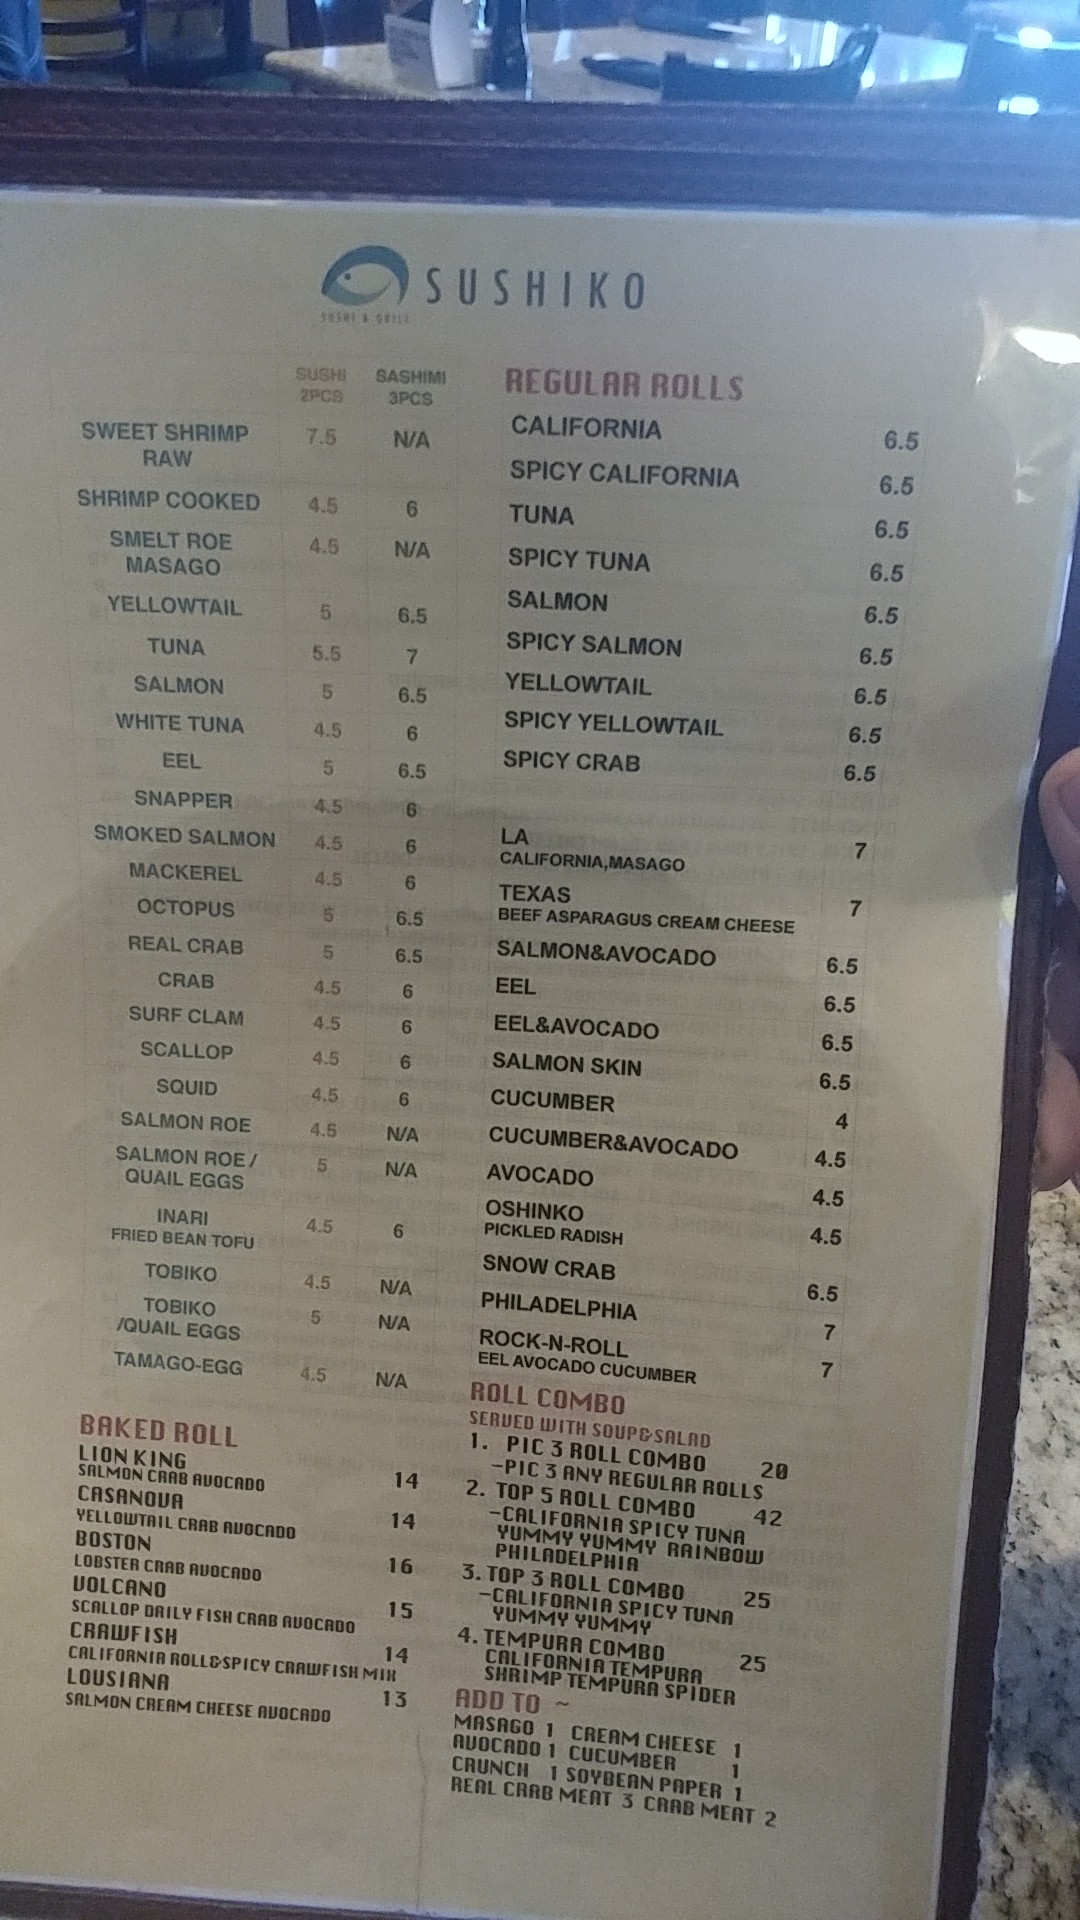 SUSHIKO
SUSHI & GRILL
SUSHI 2PCS SASHIMI 3PCS
SWEET SHRIMP RAW 7.5 N/A
SHRIMP COOKED 4.5 6
SMELT ROE MASAGO 4.5 N/A
YELLOWTAIL 5 6.5
TUNA 5.5 7
SALMON 5 6.5
WHITE TUNA 4.5 6
EEL 5 6.5
SNAPPER 4.5 6
SMOKED SALMON 4.5 6
MACKEREL 4.5 6
OCTOPUS 5 6.5
REAL CRAB 5 6.5
CRAB 4.5 6
SURF CLAM 4.5 6
SCALLOP 4.5 6
SQUID 4.5 6
SALMON ROE 4.5 N/A
SALMON ROE / QUAIL EGGS 5 N/A
INARI 4.5 6
FRIED BEAN TOFU
TOBIKO 4.5 N/A
TOBIKO /QUAIL EGGS 5 N/A
TAMAGO-EGG 4.5 N/A
BAKED ROLL
LION KING
SALMON CRAB AVOCADO 14
CASANOVA
YELLOWTAIL CRAB AVOCADO 14
BOSTON
LOBSTER CRAB AVOCADO 16
VOLCANO
SCALLOP DAILY FISH CRAB AVOCADO 15
CRAWFISH 14
CALIFORNIA ROLL&SPICY CRAWFISH MIX
LOUSIANA 13
SALMON CREAM CHEESE AVOCADO
REGULAR ROLLS
CALIFORNIA 6.5
SPICY CALIFORNIA 6.5
TUNA 6.5
SPICY TUNA 6.5
SALMON 6.5
SPICY SALMON 6.5
YELLOWTAIL 6.5
SPICY YELLOWTAIL 6.5
SPICY CRAB 6.5
LA 7
CALIFORNIA,MASAGO
TEXAS 7
BEEF ASPARAGUS CREAM CHEESE
SALMON&AVOCADO 6.5
EEL 6.5
EEL&AVOCADO 6.5
SALMON SKIN 6.5
CUCUMBER 4
CUCUMBER&AVOCADO 4.5
AVOCADO 4.5
OSHINKO 4.5
PICKLED RADISH
SNOW CRAB 6.5
PHILADELPHIA 7
ROCK-N-ROLL 7
EEL AVOCADO CUCUMBER
ROLL COMBO
SERVED WITH SOUP&SALAD
1. PIC 3 ROLL COMBO 20
-PIC 3 ANY REGULAR ROLLS
2. TOP 5 ROLL COMBO 42
-CALIFORNIA SPICY TUNA
YUMMY YUMMY RAINBOW
PHILADELPHIA
3. TOP 3 ROLL COMBO 25
-CALIFORNIA SPICY TUNA
YUMMY YUMMY
4. TEMPURA COMBO 25
CALIFORNIA TEMPURA
SHRIMP TEMPURA SPIDER
ADD TO ~
MASAGO 1 CREAM CHEESE 1
AVOCADO 1 CUCUMBER 1
CRUNCH 1 SOYBEAN PAPER 1
REAL CRAB MEAT 3 CRAB MEAT 2